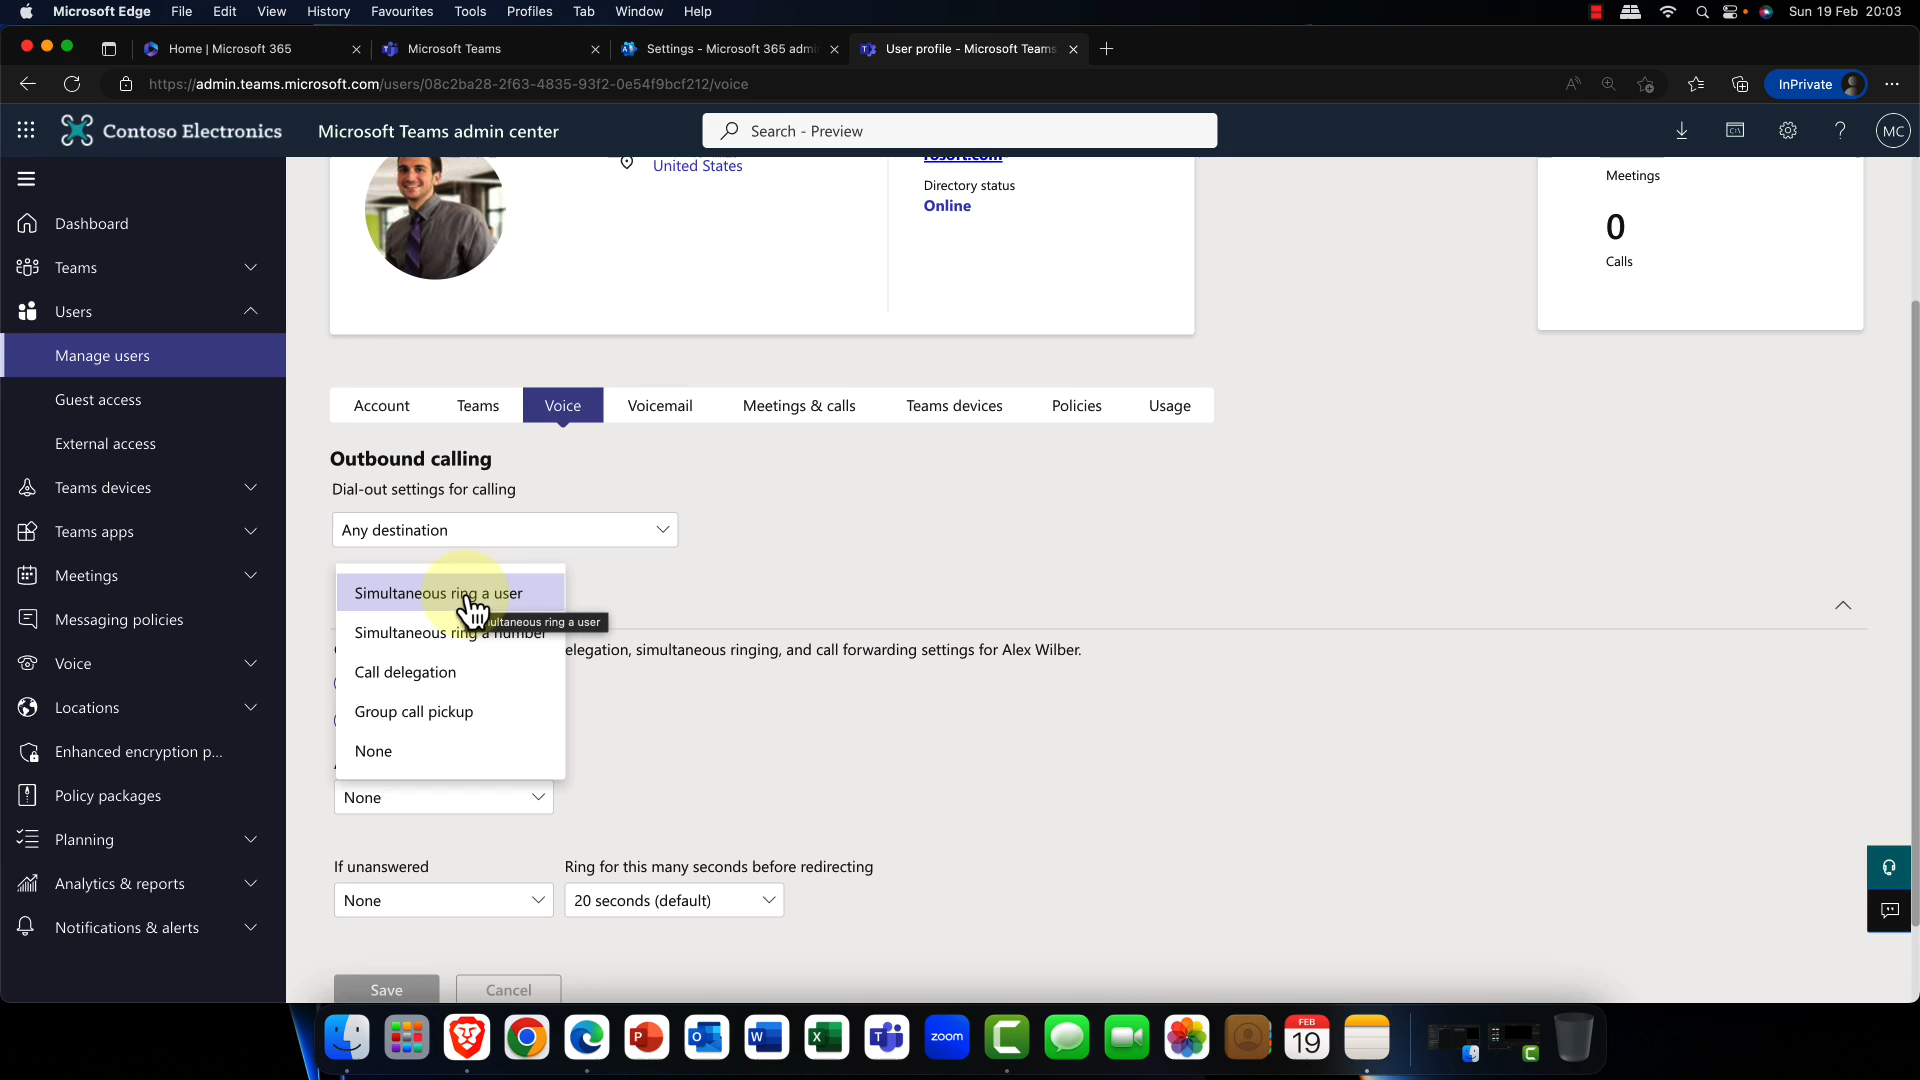 Microsoft Edge File Edit View History Favourites Tools Profiles Tab Window Help Sun 19 Feb 20:03
Home | Microsoft 365
Microsoft Teams
Settings - Microsoft 365 admi
User profile - Microsoft Teams
https://admin.teams.microsoft.com/users/08c2ba28-2f63-4835-93f2-0e54f9bcf212/voice
InPrivate
Contoso Electronics
Microsoft Teams admin center
Search - Preview
MC
Dashboard
Teams
Users
Manage users
Guest access
External access
Teams devices
Teams apps
Meetings
Messaging policies
Voice
Locations
Enhanced encryption p...
Policy packages
Planning
Analytics & reports
Notifications & alerts
United States
rosoft.com
Directory status
Online
Meetings
0
Calls
Account Teams Voice Voicemail Meetings & calls Teams devices Policies Usage
Outbound calling
Dial-out settings for calling
Any destination
Simultaneous ring a user
ultaneous ring a user
Simultaneous ring a number
elegation, simultaneous ringing, and call forwarding settings for Alex Wilber.
Call delegation
Group call pickup
None
None
If unanswered
Ring for this many seconds before redirecting
None
20 seconds (default)
Save
Cancel
zoom
FEB
19